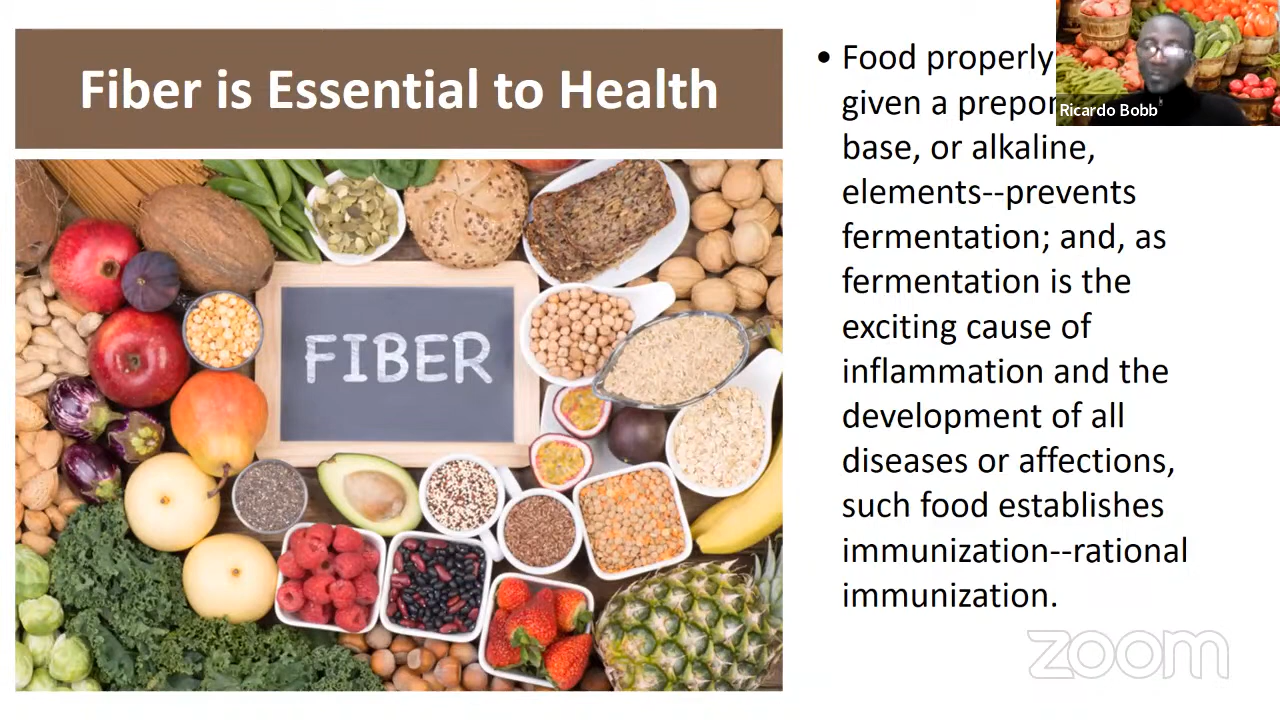 Fiber is Essential to Health
FIBER
• Food properly
given a
base, or alkaline,
elements--prevents
fermentation; and, as
fermentation is the
exciting cause of
inflammation and the
development of all
diseases or affections,
such food establishes
immunization--rational
immunization.
Ricardo Bobb
zoom